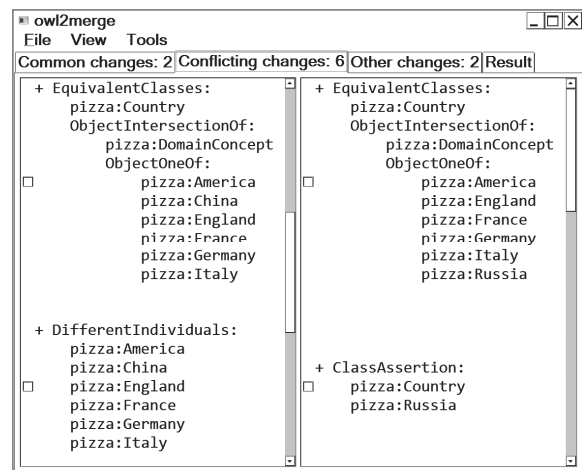 owl2merge
File View Tools
Common changes: 2 Conflicting changes: 6 Other changes: 2 Result
+ EquivalentClasses:
pizza:Country
ObjectIntersectionOf:
pizza:DomainConcept
ObjectOneOf:
pizza:America
pizza:China
pizza:England
pizza:France
pizza:Germany
pizza:Italy
+ DifferentIndividuals:
pizza:America
pizza:China
pizza:England
pizza:France
pizza:Germany
pizza:Italy
+ EquivalentClasses:
pizza:Country
ObjectIntersectionOf:
pizza:DomainConcept
ObjectOneOf:
pizza:America
pizza:England
pizza:France
pizza:Germany
pizza:Italy
pizza:Russia
+ ClassAssertion:
pizza:Country
pizza:Russia